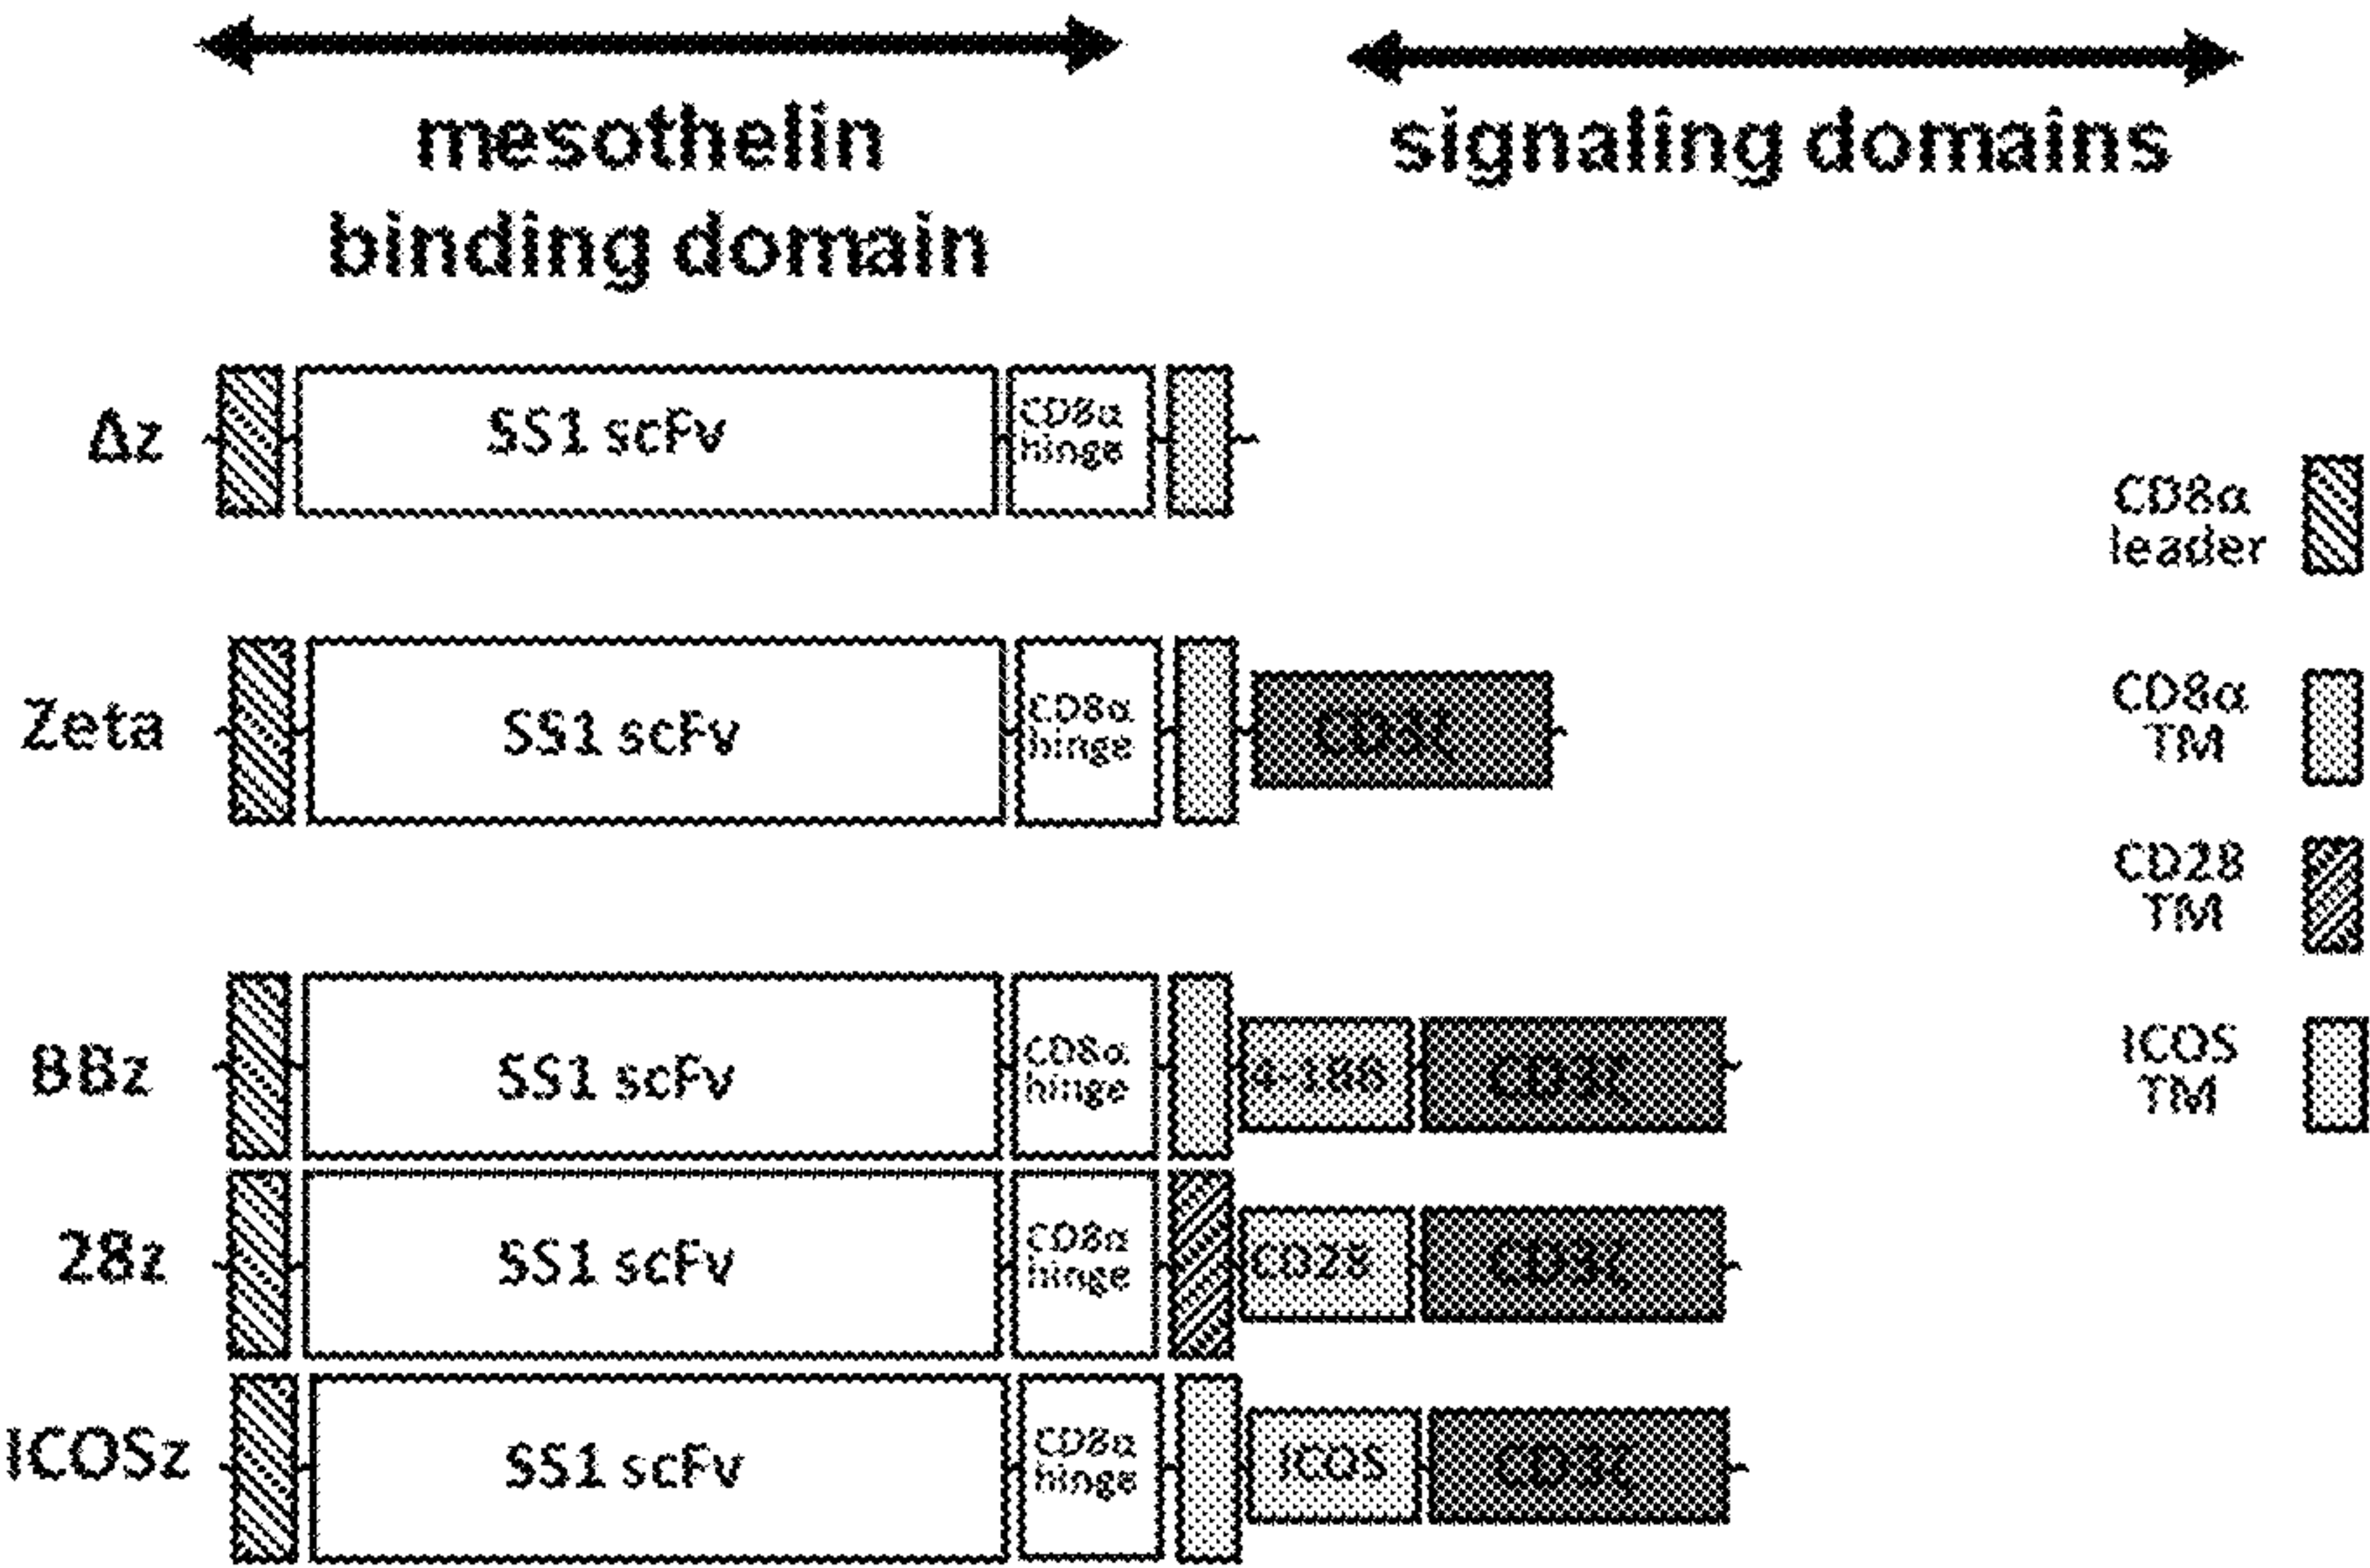 mesothelin
binding domain
signaling domains
Δz
SS1 scFv
CD8α
hinge
CD8α
leader
Zeta
SS1 scFv
CD8α
hinge
CD3ζ
CD8α
TM
CD28
TM
BBz
SS1 scFv
CD8α
hinge
4-1BB
CD3ζ
ICOS
TM
28z
SS1 scFv
CD8α
hinge
CD28
CD3ζ
ICOSz
SS1 scFv
CD8α
hinge
ICOS
CD3ζ